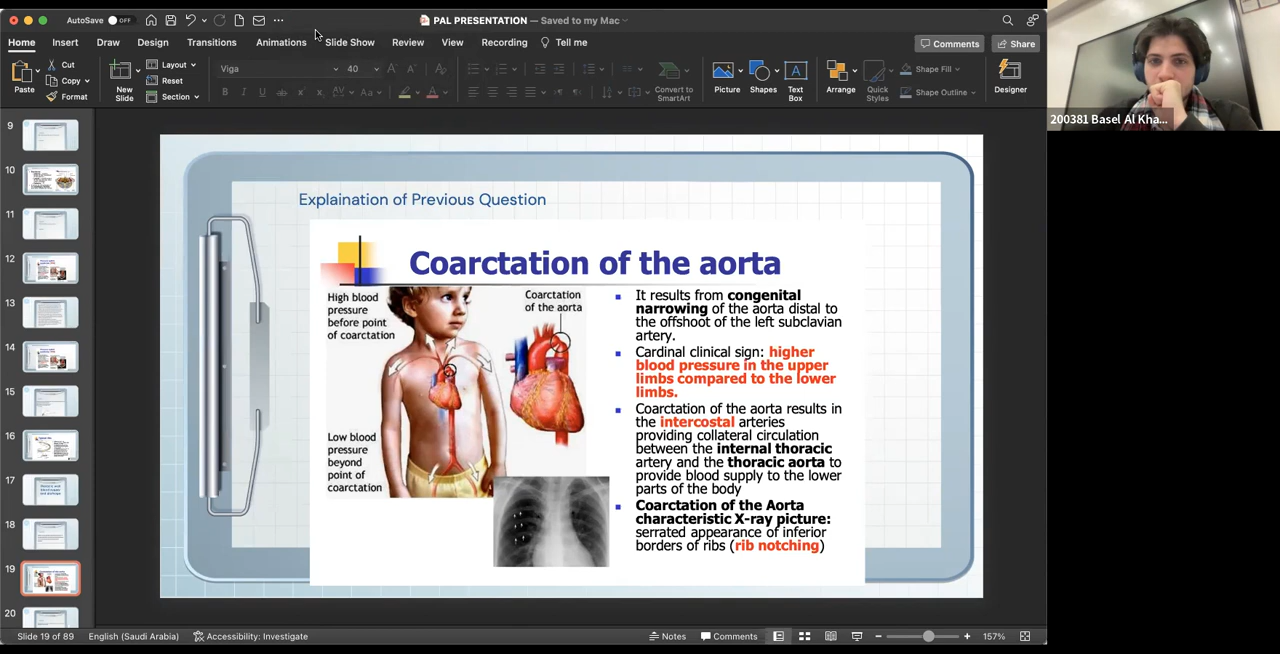 AutoSave OFF
PAL PRESENTATION — Saved to my Mac
Home Insert Draw Design Transitions Animations Slide Show Review View Recording Tell me
Comments Share
Paste
Cut
Copy
Format
New Slide
Layout
Reset
Section
Viga 40
Convert to SmartArt
Picture
Shapes
Text Box
Arrange
Quick Styles
Shape Fill
Shape Outline
Designer
200381 Basel Al Kha...
9
10
11
12
13
14
15
16
17
18
19
20
Explaination of Previous Question
Coarctation of the aorta
High blood
pressure
before point
of coarctation
Coarctation
of the aorta
Low blood
pressure
beyond
point of
coarctation
It results from congenital
narrowing of the aorta distal to
the offshoot of the left subclavian
artery.
Cardinal clinical sign: higher
blood pressure in the upper
limbs compared to the lower
limbs.
Coarctation of the aorta results in
the intercostal arteries
providing collateral circulation
between the internal thoracic
artery and the thoracic aorta to
provide blood supply to the lower
parts of the body
Coarctation of the Aorta
characteristic X-ray picture:
serrated appearance of inferior
borders of ribs (rib notching)
Slide 19 of 89 English (Saudi Arabia) Accessibility: Investigate
Notes Comments 157%